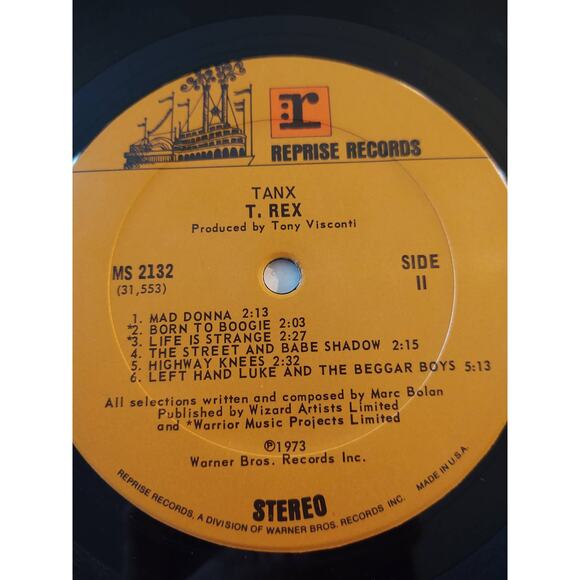 r
REPRISE RECORDS
TANX
T. REX
Produced by Tony Visconti
MS 2132
(31,553)
SIDE
II
1. MAD DONNA 2:13
*2. BORN TO BOOGIE 2:03
*3. LIFE IS STRANGE 2:27
4. THE STREET AND BABE SHADOW 2:15
5. HIGHWAY KNEES 2:32
6. LEFT HAND LUKE AND THE BEGGAR BOYS 5:13
All selections written and composed by Marc Bolan
Published by Wizard Artists Limited
and *Warrior Music Projects Limited
℗1973
Warner Bros. Records Inc.
STEREO
REPRISE RECORDS, A DIVISION OF WARNER BROS. RECORDS INC. MADE IN U.S.A.